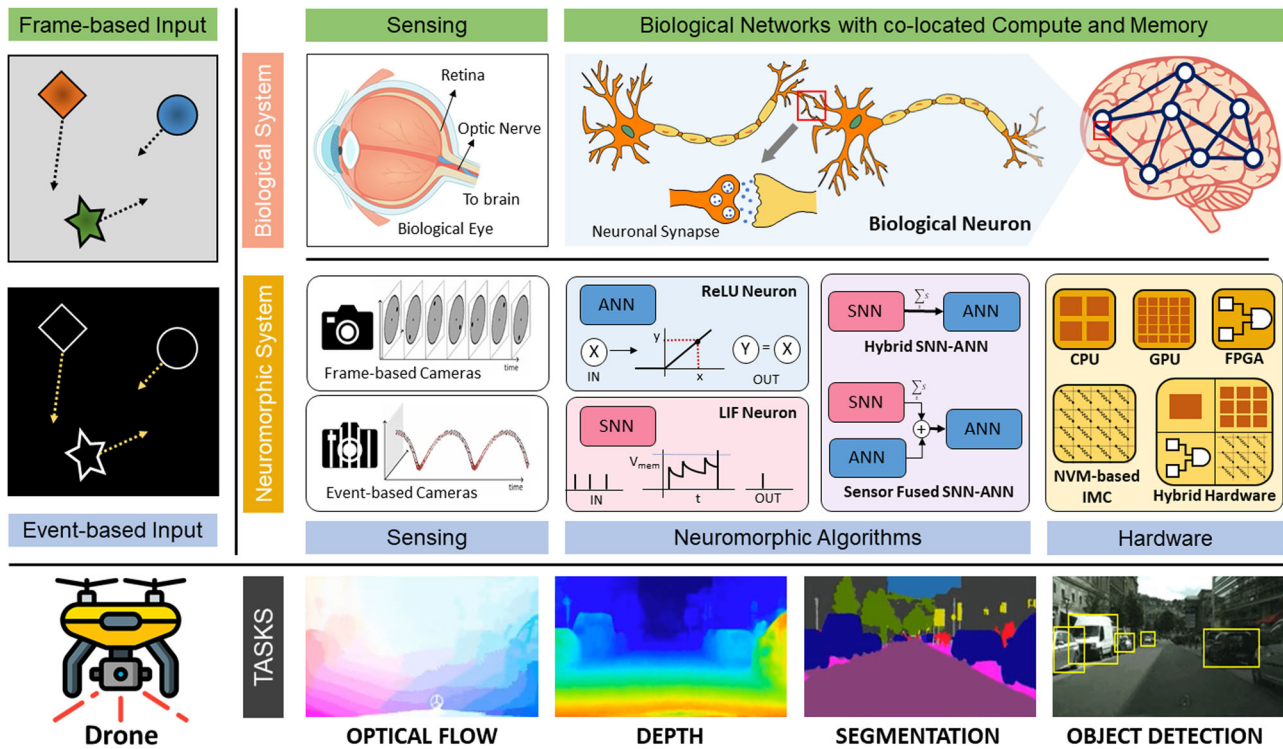 Frame-based Input
Sensing
Biological Networks with co-located Compute and Memory
Biological System
Retina
Optic Nerve
To brain
Biological Eye
Neuronal Synapse
Biological Neuron
Neuromorphic System
Frame-based Cameras
time
Event-based Cameras
time
ANN
ReLU Neuron
X
IN
y
x
Y = X
OUT
SNN
LIF Neuron
Vmem
IN
t
OUT
SNN
∑s
s
ANN
Hybrid SNN-ANN
SNN
∑s
s
+
ANN
ANN
Sensor Fused SNN-ANN
CPU
GPU
FPGA
NVM-based
IMC
Hybrid Hardware
Event-based Input
Sensing
Neuromorphic Algorithms
Hardware
Drone
TASKS
OPTICAL FLOW
DEPTH
SEGMENTATION
OBJECT DETECTION